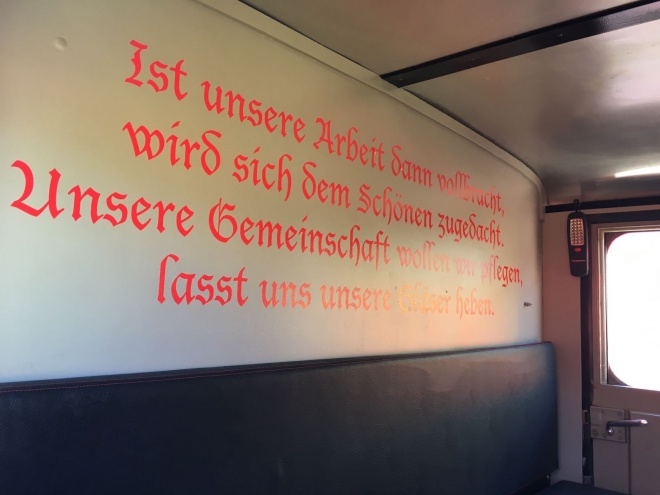 Ist unsere Arbeit dann vollbracht,
wird sich dem Schönen zugedacht.
Unsere Gemeinschaft wollen wir pflegen,
lasst uns unsere Gläser heben.